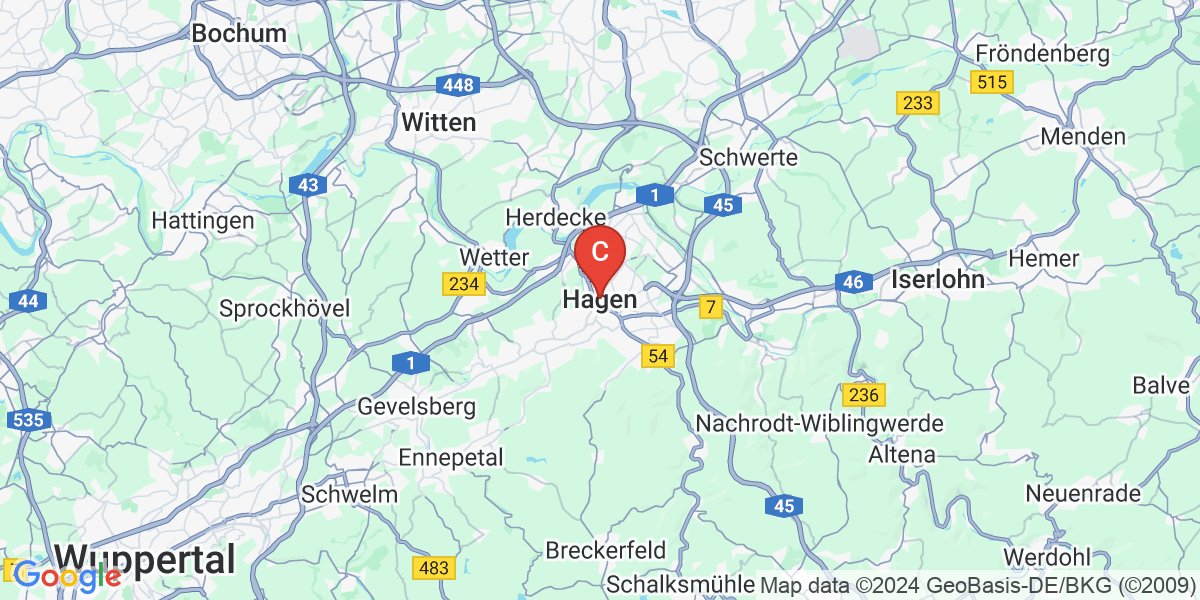 Bochum
43
448
Fröndenberg
515
233
Witten
Menden
Schwerte
43
1
45
Hattingen
Herdecke
C
Wetter
Hemer
234
46
Iserlohn
44
Hagen
Sprockhövel
7
54
1
Balve
236
Gevelsberg
535
Nachrodt-Wiblingwerde
Altena
Ennepetal
Schwelm
Neuenrade
45
Breckerfeld
Werdohl
Wuppertal
483
Google
Schalksmühle
Map data ©2024 GeoBasis-DE/BKG (©2009)